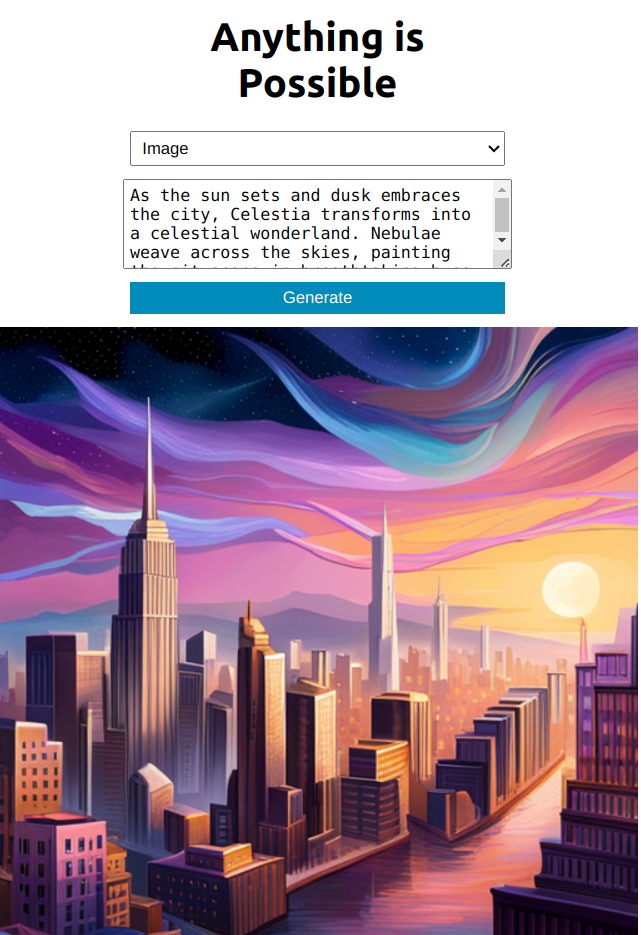 Anything is
Possible
Image
As the sun sets and dusk embraces
the city, Celestia transforms into
a celestial wonderland. Nebulae
weave across the skies, painting
Generate